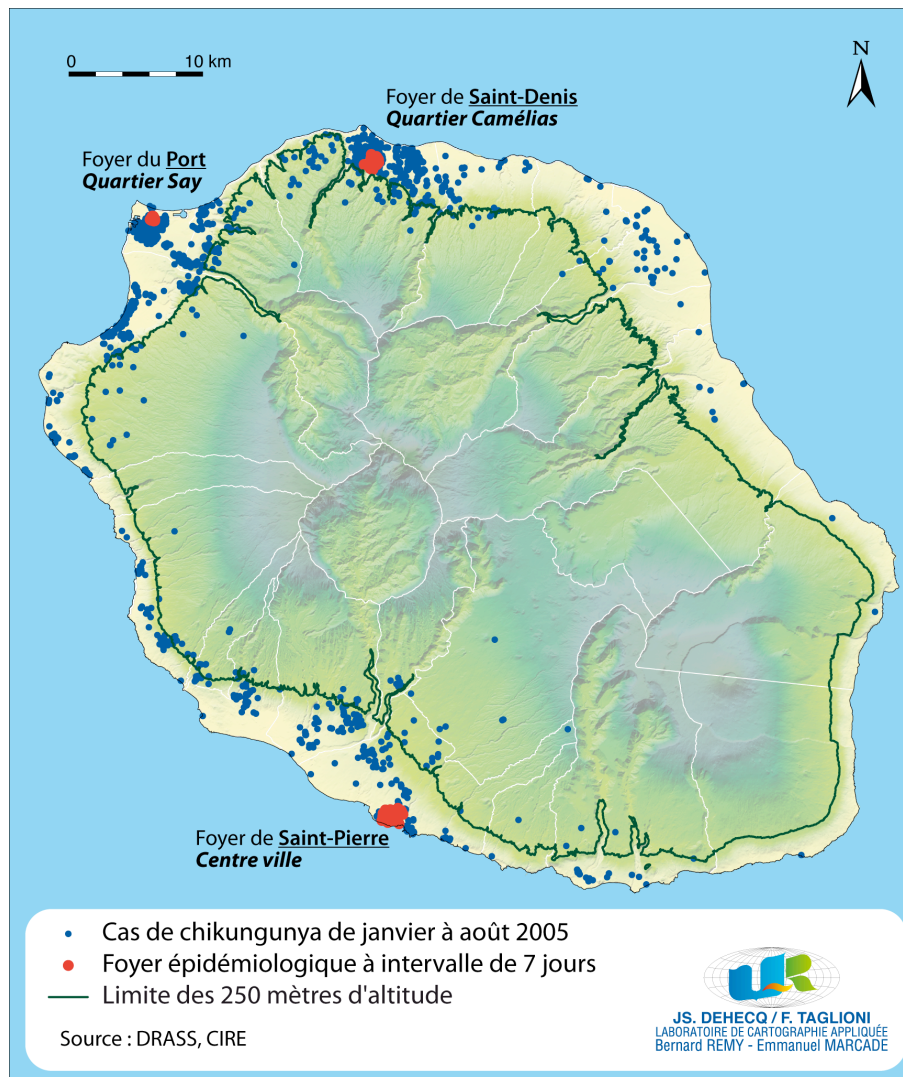 0 10 km
N
Foyer de Saint-Denis
Quartier Camélias
Foyer du Port
Quartier Say
Foyer de Saint-Pierre
Centre ville
Cas de chikungunya de janvier à août 2005
Foyer épidémiologique à intervalle de 7 jours
Limite des 250 mètres d'altitude
Source : DRASS, CIRE
UR
JS. DEHECQ / F. TAGLIONI
LABORATOIRE DE CARTOGRAPHIE APPLIQUÉE
Bernard REMY - Emmanuel MARCADE